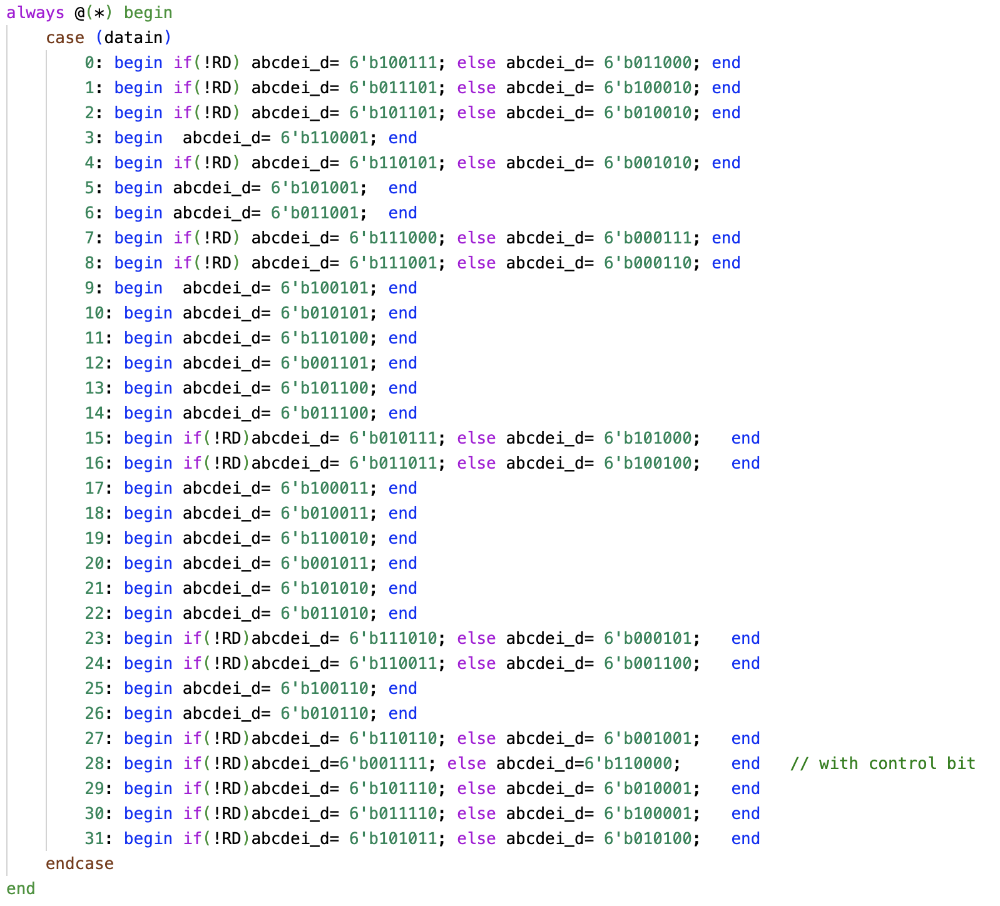 always @(*) begin
case (datain)
0: begin if(!RD) abcdei_d= 6'b100111; else abcdei_d= 6'b011000; end
1: begin if(!RD) abcdei_d= 6'b011101; else abcdei_d= 6'b100010; end
2: begin if(!RD) abcdei_d= 6'b101101; else abcdei_d= 6'b010010; end
3: begin  abcdei_d= 6'b110001; end
4: begin if(!RD) abcdei_d= 6'b110101; else abcdei_d= 6'b001010; end
5: begin abcdei_d= 6'b101001;  end
6: begin abcdei_d= 6'b011001;  end
7: begin if(!RD) abcdei_d= 6'b111000; else abcdei_d= 6'b000111; end
8: begin if(!RD) abcdei_d= 6'b111001; else abcdei_d= 6'b000110; end
9: begin  abcdei_d= 6'b100101; end
10: begin abcdei_d= 6'b010101; end
11: begin abcdei_d= 6'b110100; end
12: begin abcdei_d= 6'b001101; end
13: begin abcdei_d= 6'b101100; end
14: begin abcdei_d= 6'b011100; end
15: begin if(!RD)abcdei_d= 6'b010111; else abcdei_d= 6'b101000;   end
16: begin if(!RD)abcdei_d= 6'b011011; else abcdei_d= 6'b100100;   end
17: begin abcdei_d= 6'b100011; end
18: begin abcdei_d= 6'b010011; end
19: begin abcdei_d= 6'b110010; end
20: begin abcdei_d= 6'b001011; end
21: begin abcdei_d= 6'b101010; end
22: begin abcdei_d= 6'b011010; end
23: begin if(!RD)abcdei_d= 6'b111010; else abcdei_d= 6'b000101;   end
24: begin if(!RD)abcdei_d= 6'b110011; else abcdei_d= 6'b001100;   end
25: begin abcdei_d= 6'b100110; end
26: begin abcdei_d= 6'b010110; end
27: begin if(!RD)abcdei_d= 6'b110110; else abcdei_d= 6'b001001;   end
28: begin if(!RD)abcdei_d=6'b001111; else abcdei_d=6'b110000;     end   // with control bit
29: begin if(!RD)abcdei_d= 6'b101110; else abcdei_d= 6'b010001;   end
30: begin if(!RD)abcdei_d= 6'b011110; else abcdei_d= 6'b100001;   end
31: begin if(!RD)abcdei_d= 6'b101011; else abcdei_d= 6'b010100;   end
endcase
end